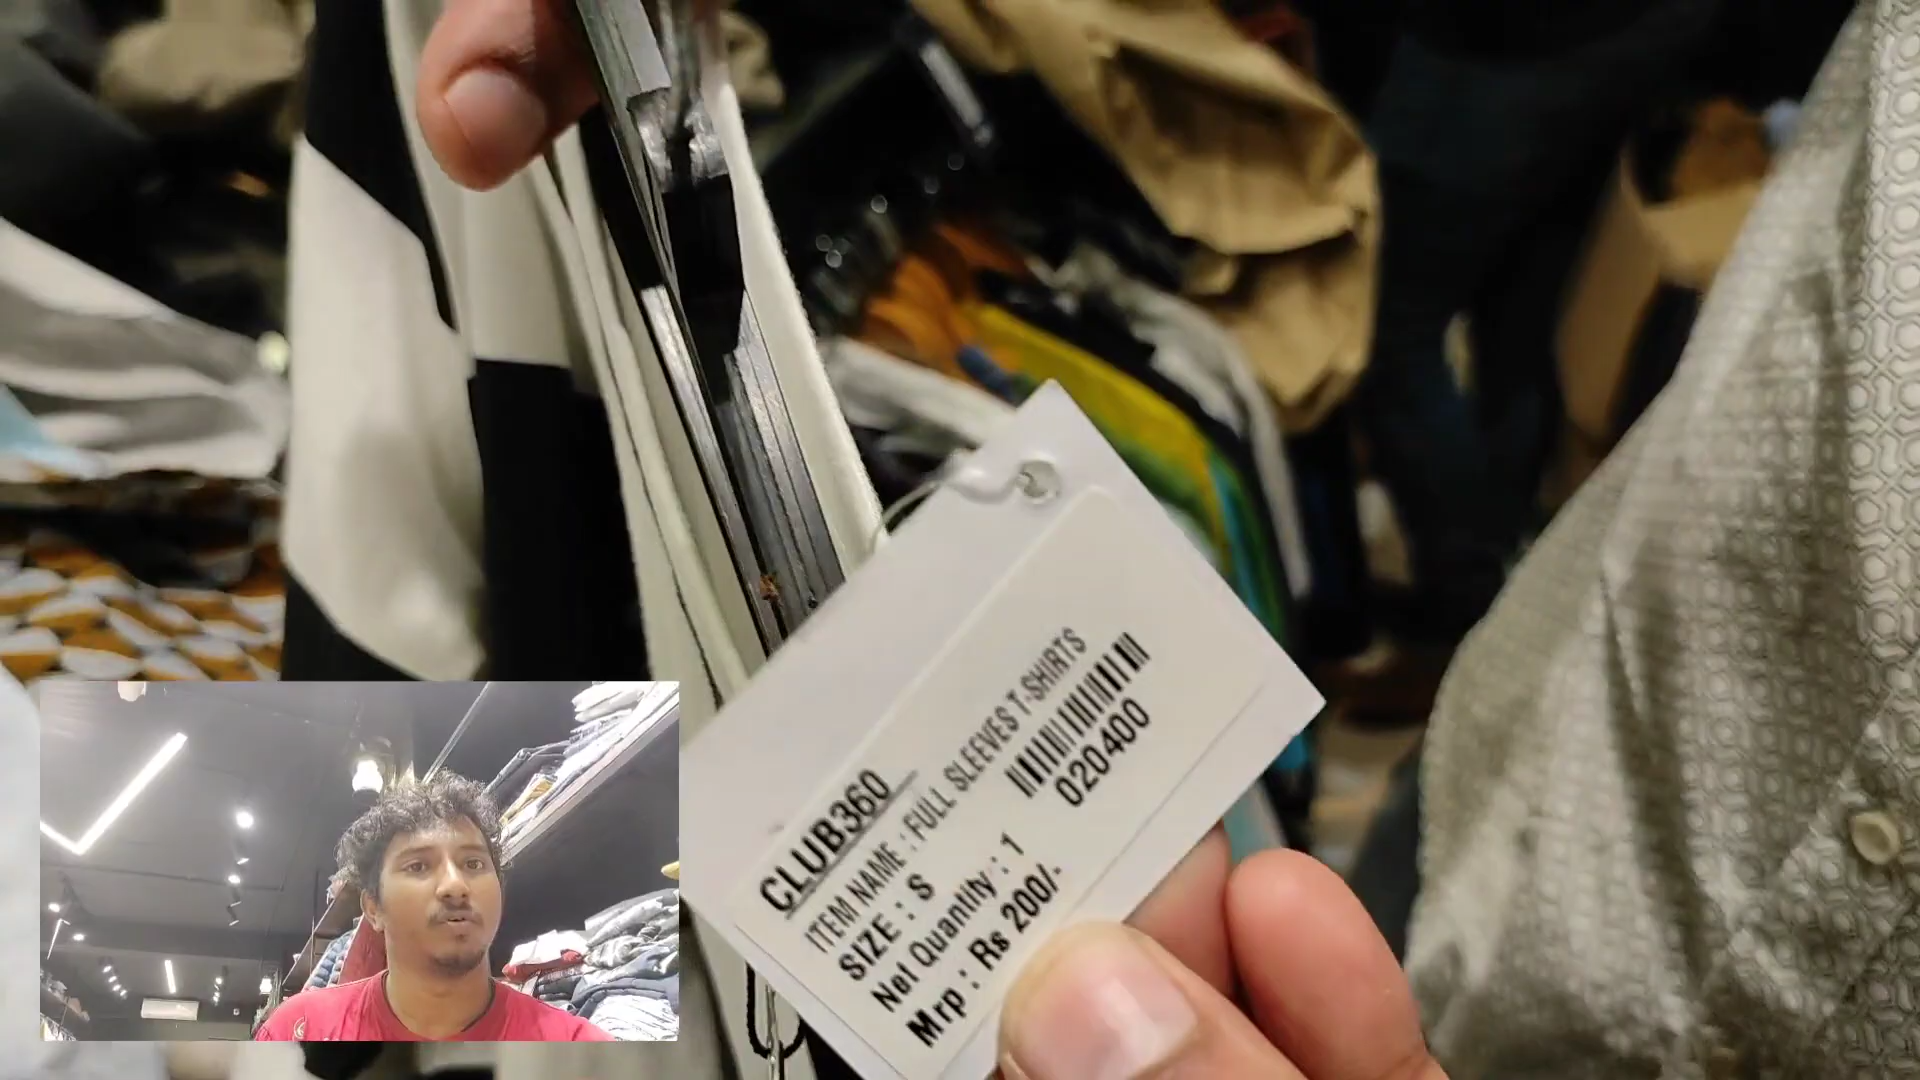 CLUB360
ITEM NAME : FULL SLEEVES T-SHIRTS
SIZE : S
Net Quantity : 1
Mrp : Rs 200/-
020400